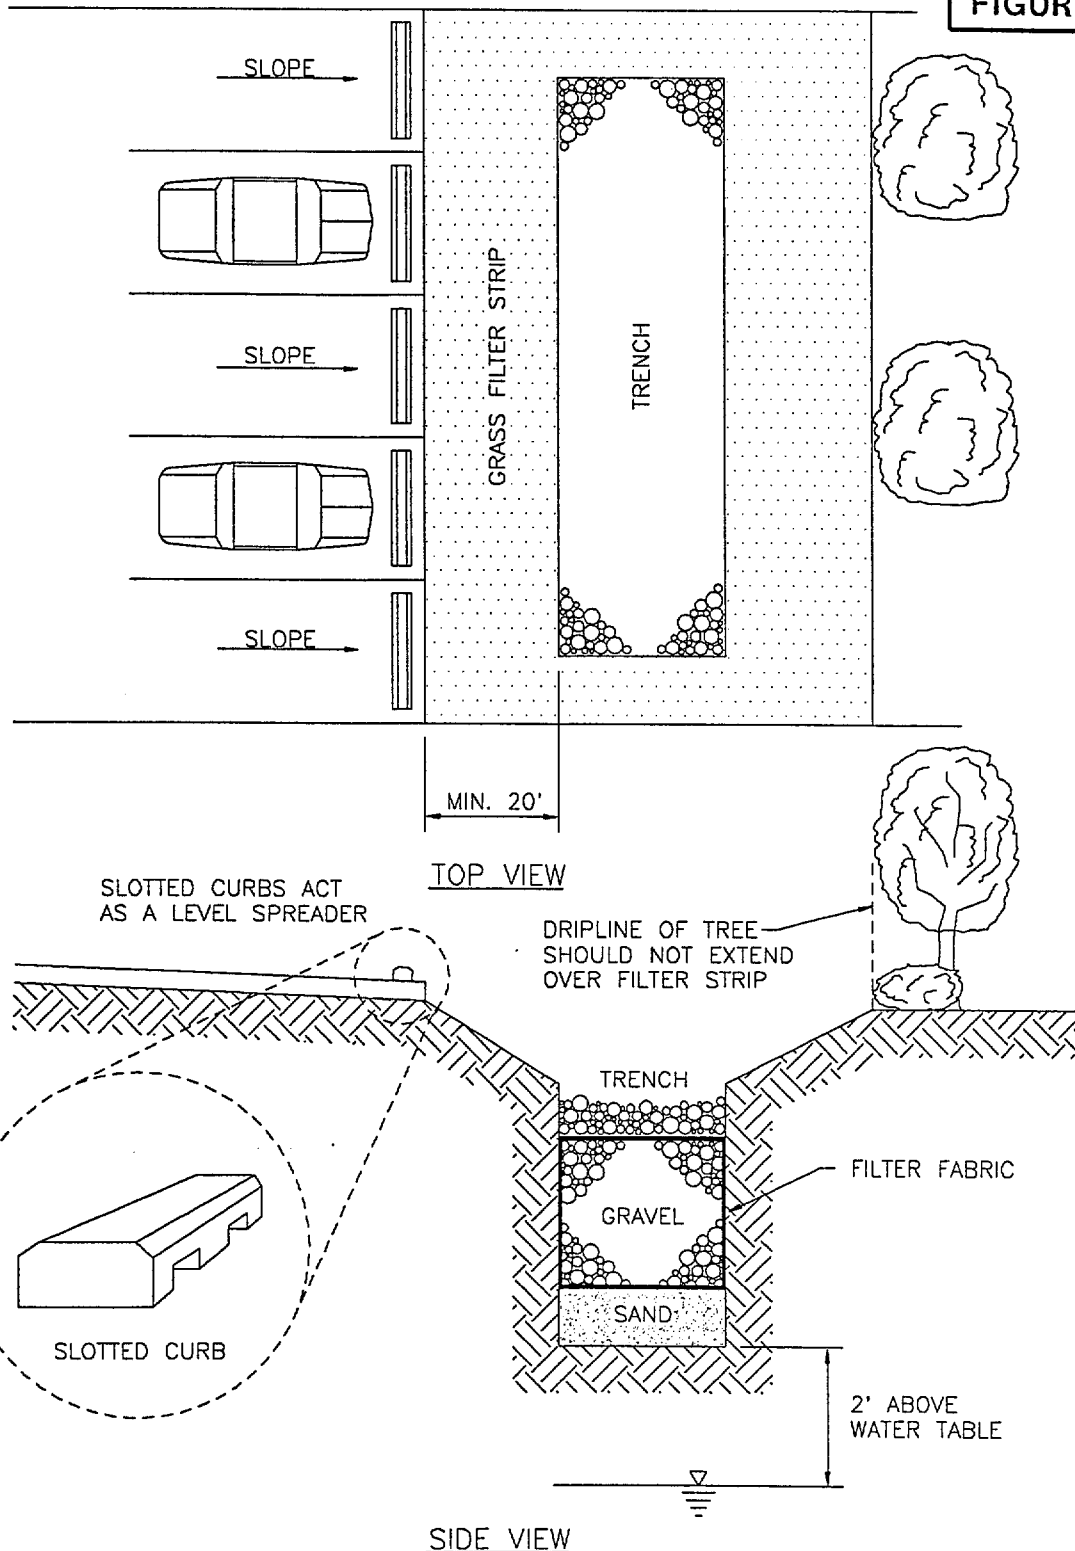 FIGUR
SLOPE
SLOPE
SLOPE
GRASS FILTER STRIP
TRENCH
MIN. 20'
TOP VIEW
SLOTTED CURBS ACT
AS A LEVEL SPREADER
DRIPLINE OF TREE
SHOULD NOT EXTEND
OVER FILTER STRIP
TRENCH
FILTER FABRIC
GRAVEL
SAND
SLOTTED CURB
2' ABOVE
WATER TABLE
SIDE VIEW